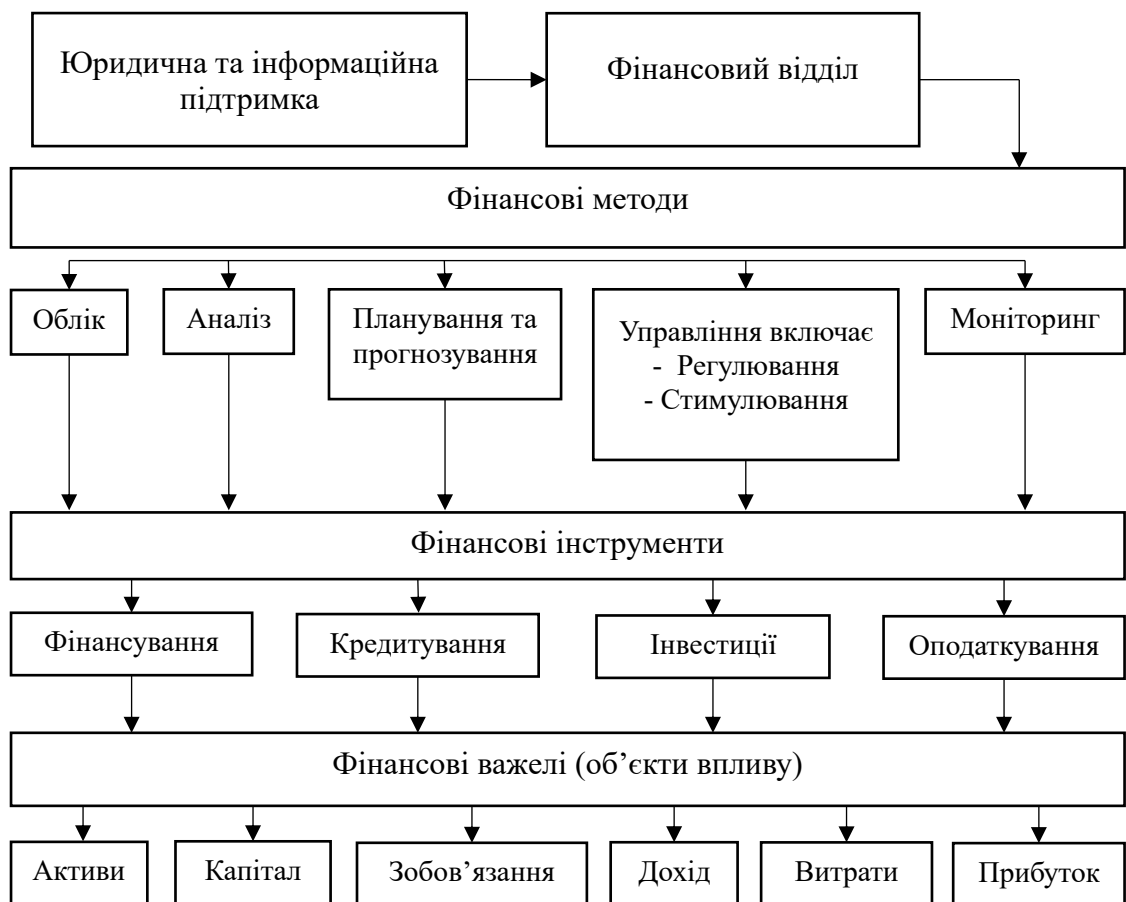 Юридична та інформаційна
підтримка
Фінансовий відділ
Фінансові методи
Облік
Аналіз
Планування та
прогнозування
Управління включає
- Регулювання
- Стимулювання
Моніторинг
Фінансові інструменти
Фінансування
Кредитування
Інвестиції
Оподаткування
Фінансові важелі (об’єкти впливу)
Активи
Капітал
Зобов’язання
Дохід
Витрати
Прибуток